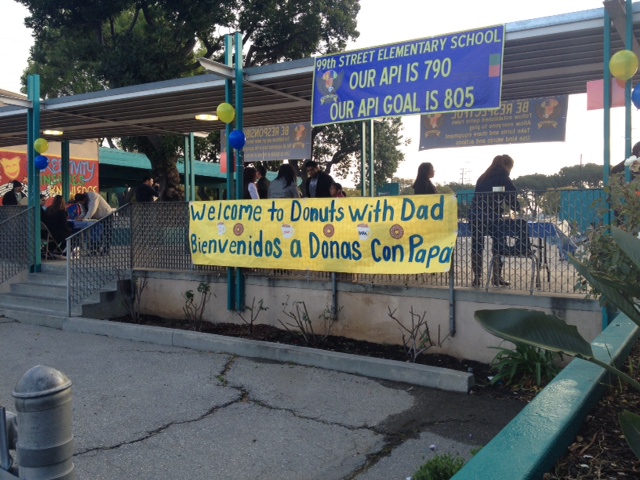 99th STREET ELEMENTARY SCHOOL
OUR API IS 790
OUR API GOAL IS 805
BE RESPONSIBLE
BE RESPECTFUL
Welcome to Donuts With Dad
Bienvenidos a Donas Con Papa